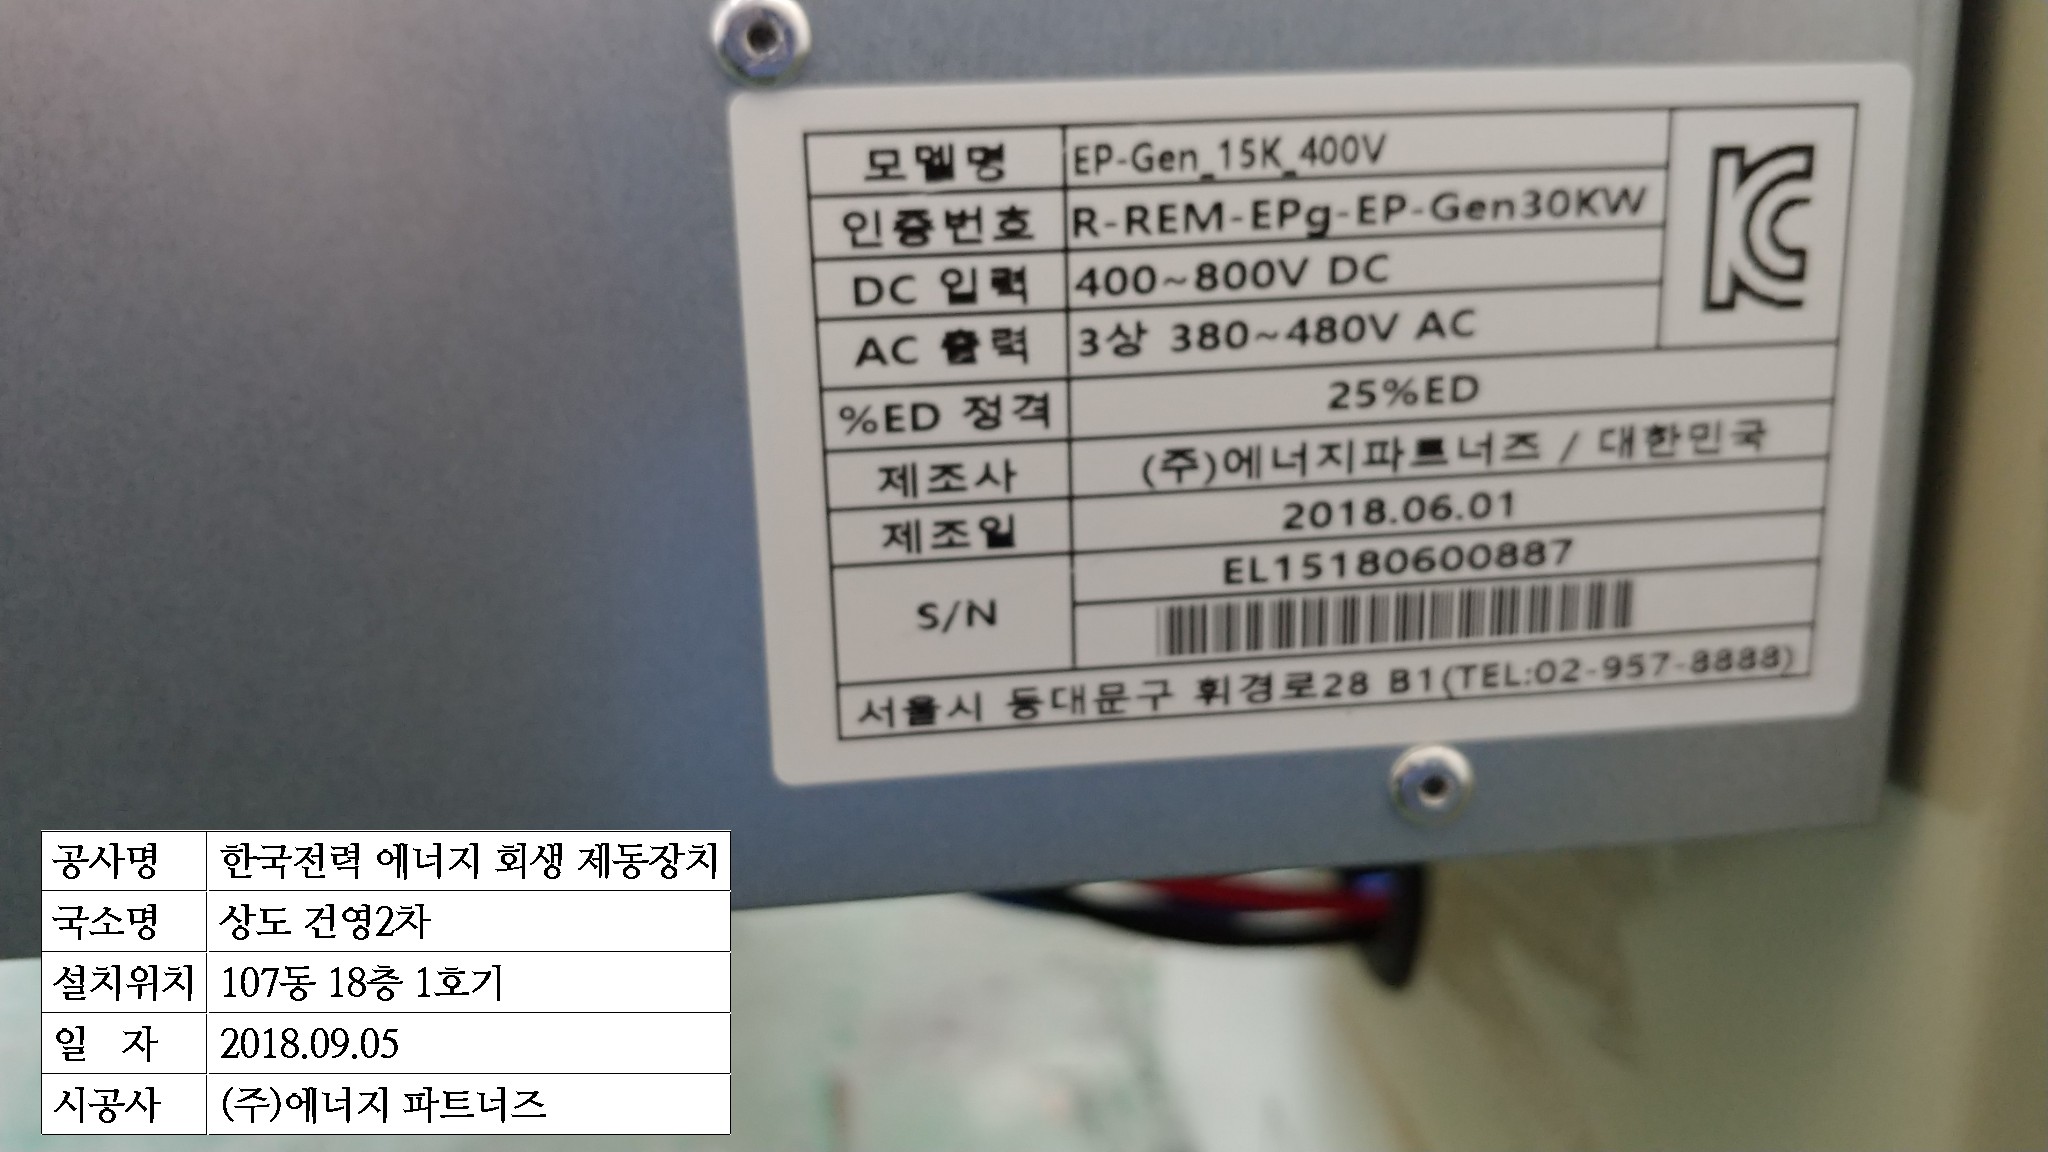 모델명 EP-Gen_15K_400V
인증번호 R-REM-EPg-EP-Gen30KW
DC 입력 400~800V DC
AC 출력 3상 380~480V AC
%ED 정격 25%ED
제조사 (주)에너지파트너즈 / 대한민국
제조일 2018.06.01
S/N EL15180600887
서울시 동대문구 휘경로28 B1(TEL:02-957-8888)
공사명 한국전력 에너지 회생 제동장치
국소명 상도 건영2차
설치위치 107동 18층 1호기
일 자 2018.09.05
시공사 (주)에너지 파트너즈